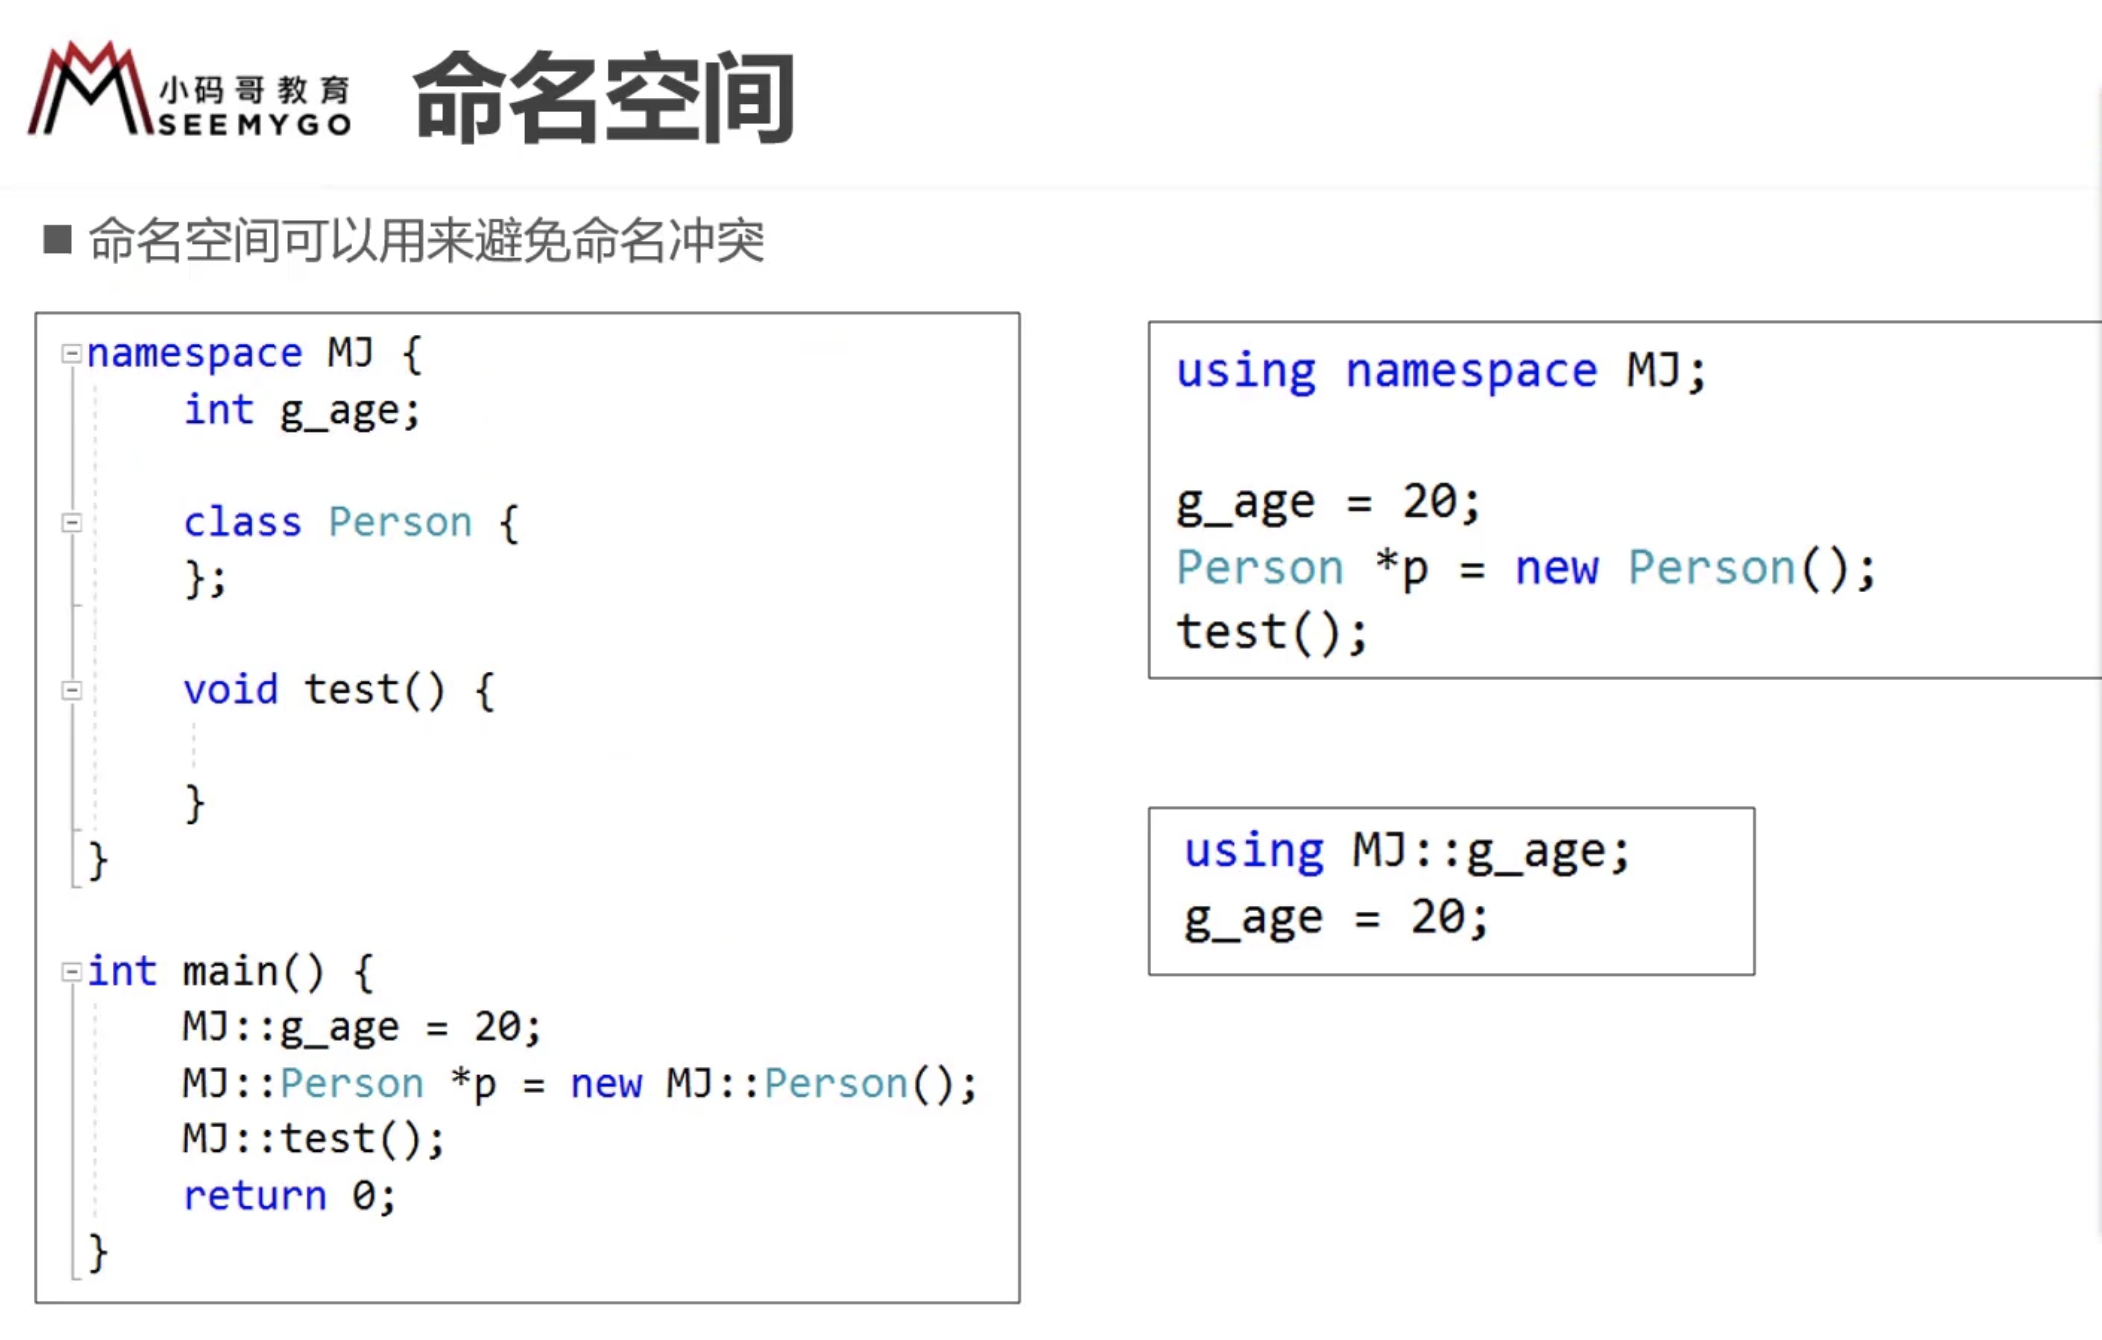 小码哥教育
SEEMYGO
命名空间
命名空间可以用来避免命名冲突
namespace MJ {
    int g_age;
    class Person {
    };
    void test() {
    }
}
int main() {
    MJ::g_age = 20;
    MJ::Person *p = new MJ::Person();
    MJ::test();
    return 0;
}
using namespace MJ;
g_age = 20;
Person *p = new Person();
test();
using MJ::g_age;
g_age = 20;